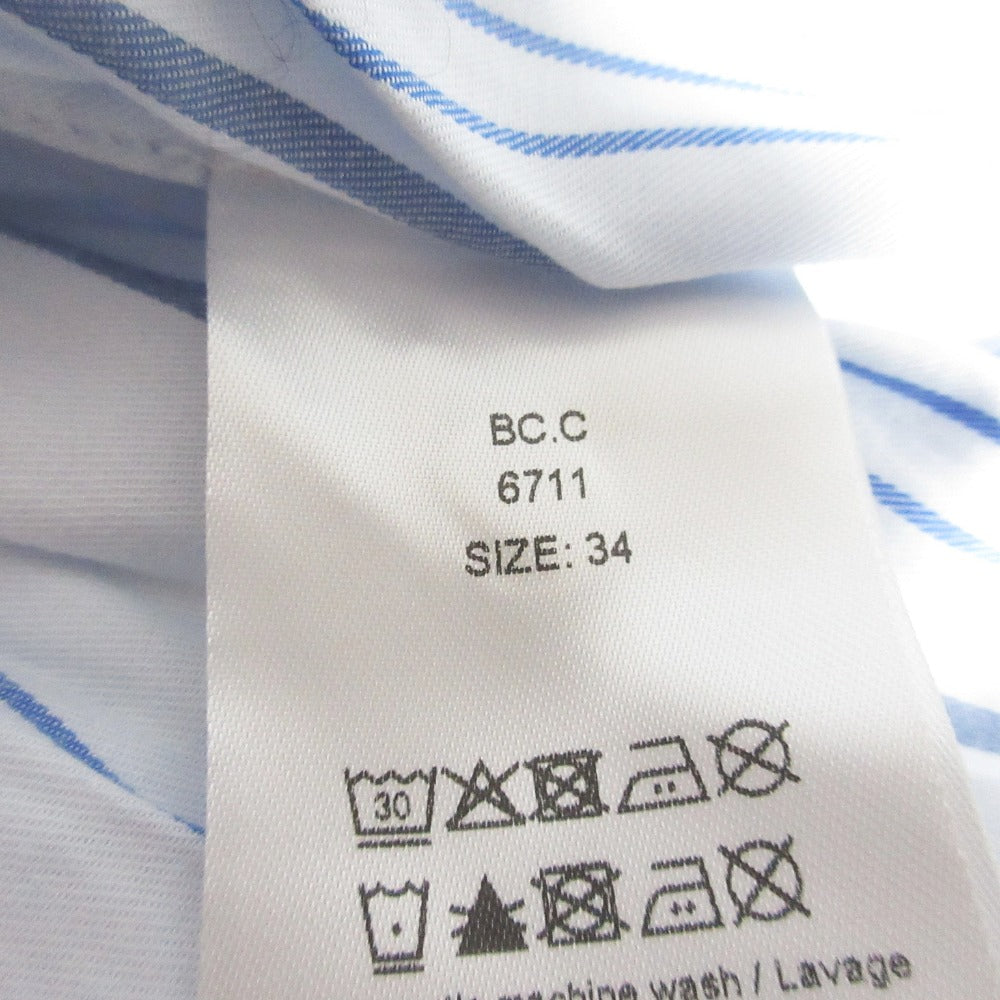 BC.C
6711
SIZE: 34
30
machine wash / Lavage